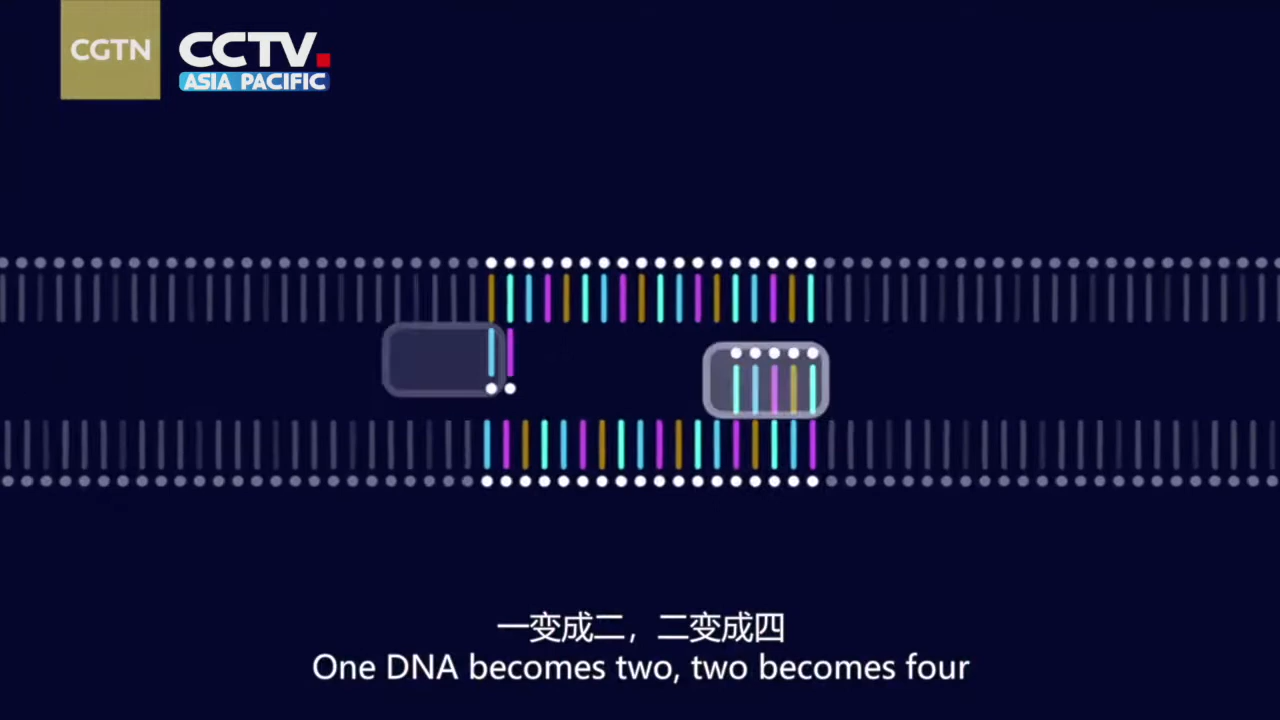 CGTN
CCTV.
ASIA PACIFIC
一变成二，二变成四
One DNA becomes two, two becomes four